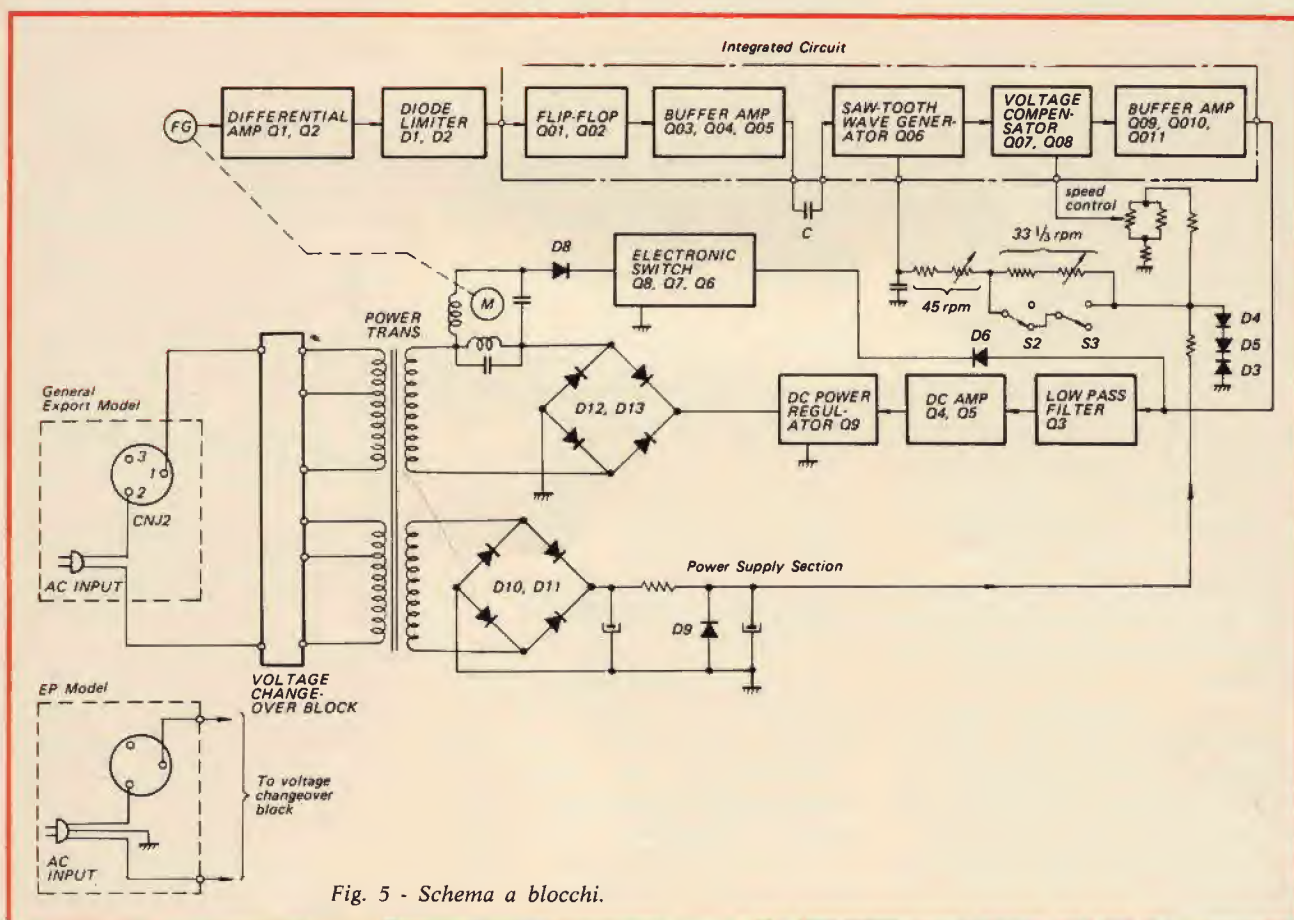 Integrated Circuit
FG
DIFFERENTIAL
AMP Q1, Q2
DIODE
LIMITER
D1, D2
FLIP-FLOP
Q01, Q02
BUFFER AMP
Q03, Q04, Q05
SAW-TOOTH
WAVE GENER-
ATOR Q06
VOLTAGE
COMPEN-
SATOR
Q07, Q08
BUFFER AMP
Q09, Q010,
Q011
C
speed
control
33 1/3 rpm
45 rpm
S2
S3
D4
D5
D3
D8
ELECTRONIC
SWITCH
Q8, Q7, Q6
M
POWER
TRANS
D6
D12, D13
DC POWER
REGUL-
ATOR Q9
DC AMP
Q4, Q5
LOW PASS
FILTER
Q3
General
Export Model
3
1
2
CNJ2
AC INPUT
VOLTAGE
CHANGE-
OVER BLOCK
D10, D11
Power Supply Section
D9
EP Model
AC
INPUT
To voltage
changeover
block
Fig. 5 - Schema a blocchi.